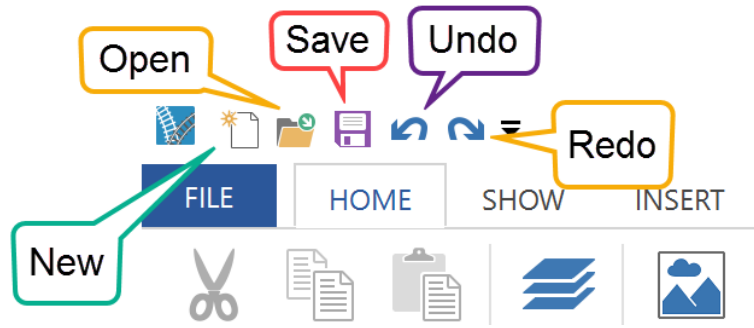 Open
Save
Undo
Redo
FILE
HOME
SHOW
INSERT
New